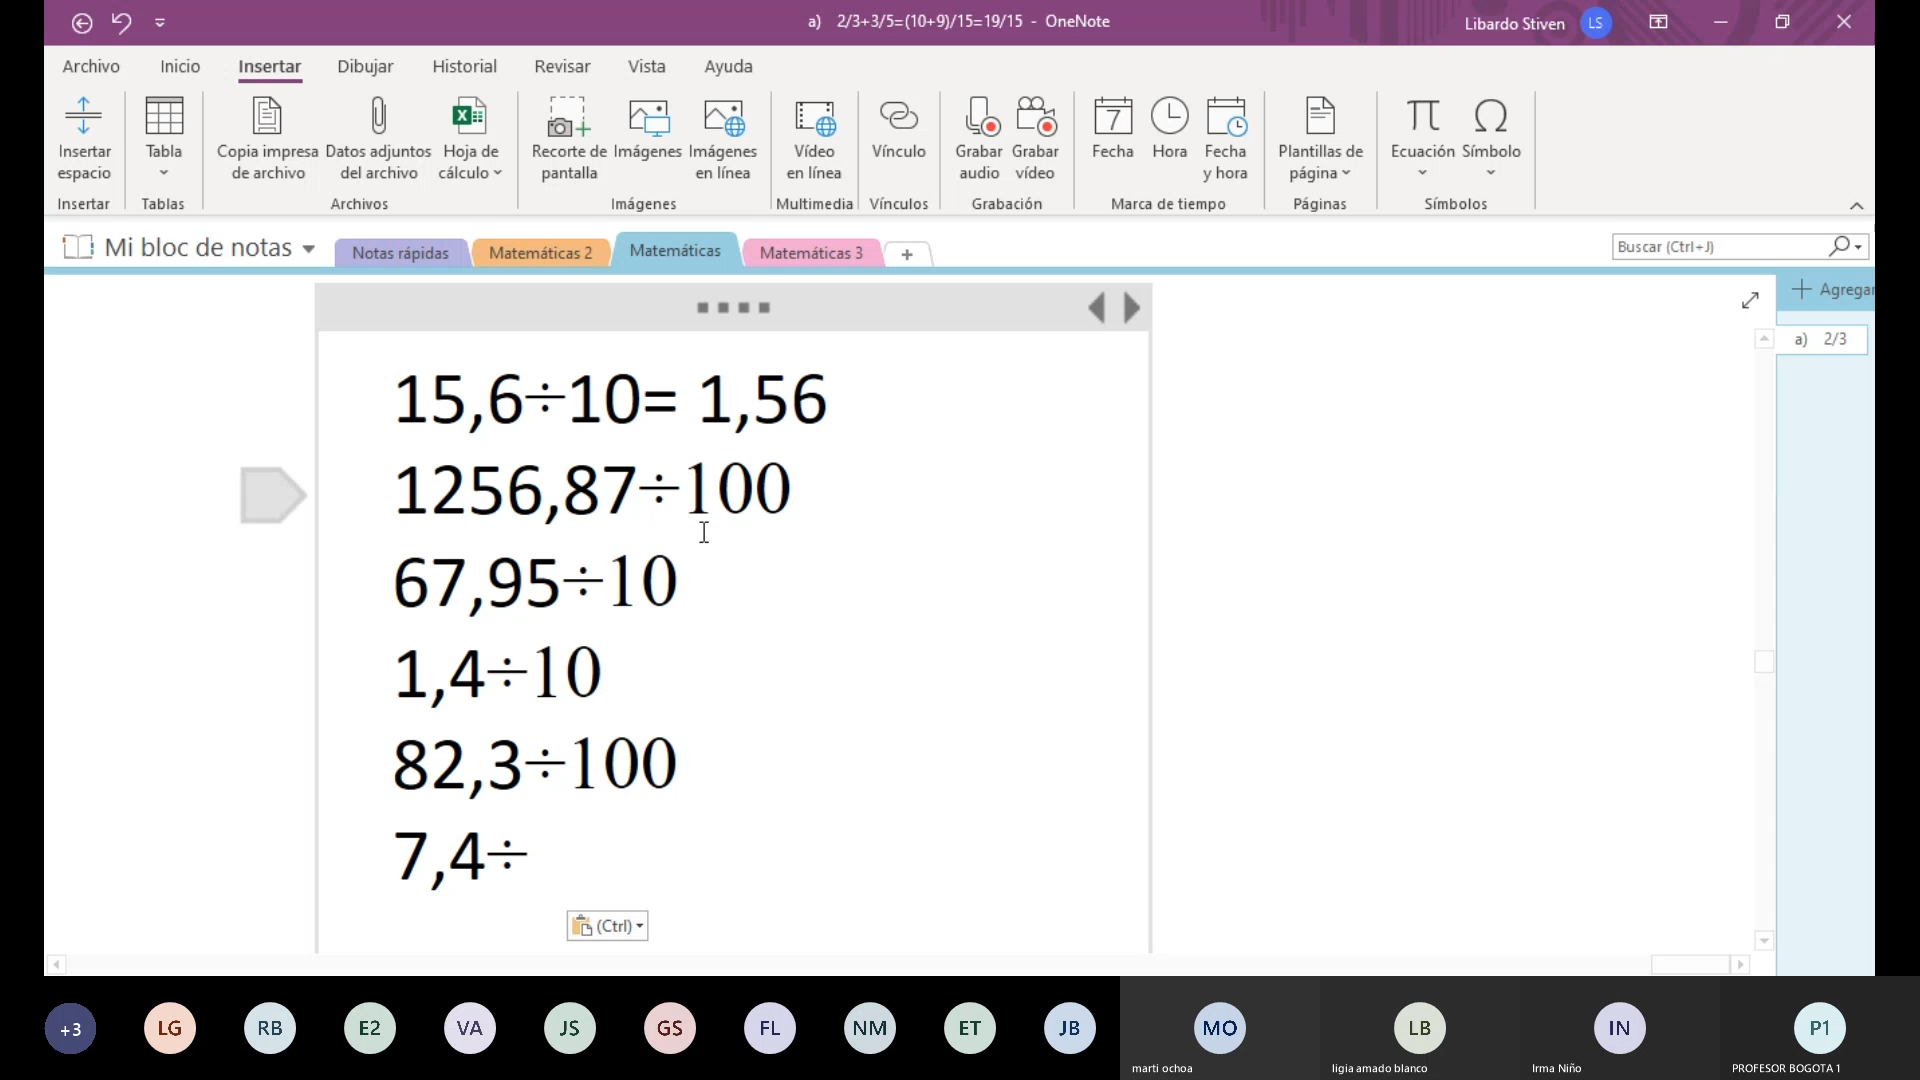 a) 2/3+3/5=(10+9)/15=19/15 - OneNote
Libardo Stiven LS
Archivo Inicio Insertar Dibujar Historial Revisar Vista Ayuda
Insertar espacio
Tabla
Copia impresa de archivo
Datos adjuntos del archivo
Hoja de cálculo
Recorte de pantalla
Imágenes
Imágenes en línea
Vídeo en línea
Vínculo
Grabar audio
Grabar vídeo
7
Fecha
Hora
Fecha y hora
Plantillas de página
π
Ecuación
Ω
Símbolo
Insertar Tablas Archivos Imágenes Multimedia Vínculos Grabación Marca de tiempo Páginas Símbolos
Mi bloc de notas
Notas rápidas Matemáticas 2 Matemáticas Matemáticas 3 +
Buscar (Ctrl+J)
+ Agregar
a) 2/3
15,6÷10= 1,56
1256,87÷100
67,95÷10
1,4÷10
82,3÷100
7,4÷
(Ctrl)
+3 LG RB E2 VA JS GS FL NM ET JB MO LB IN P1
marti ochoa ligia amado blanco Irma Niño PROFESOR BOGOTA 1